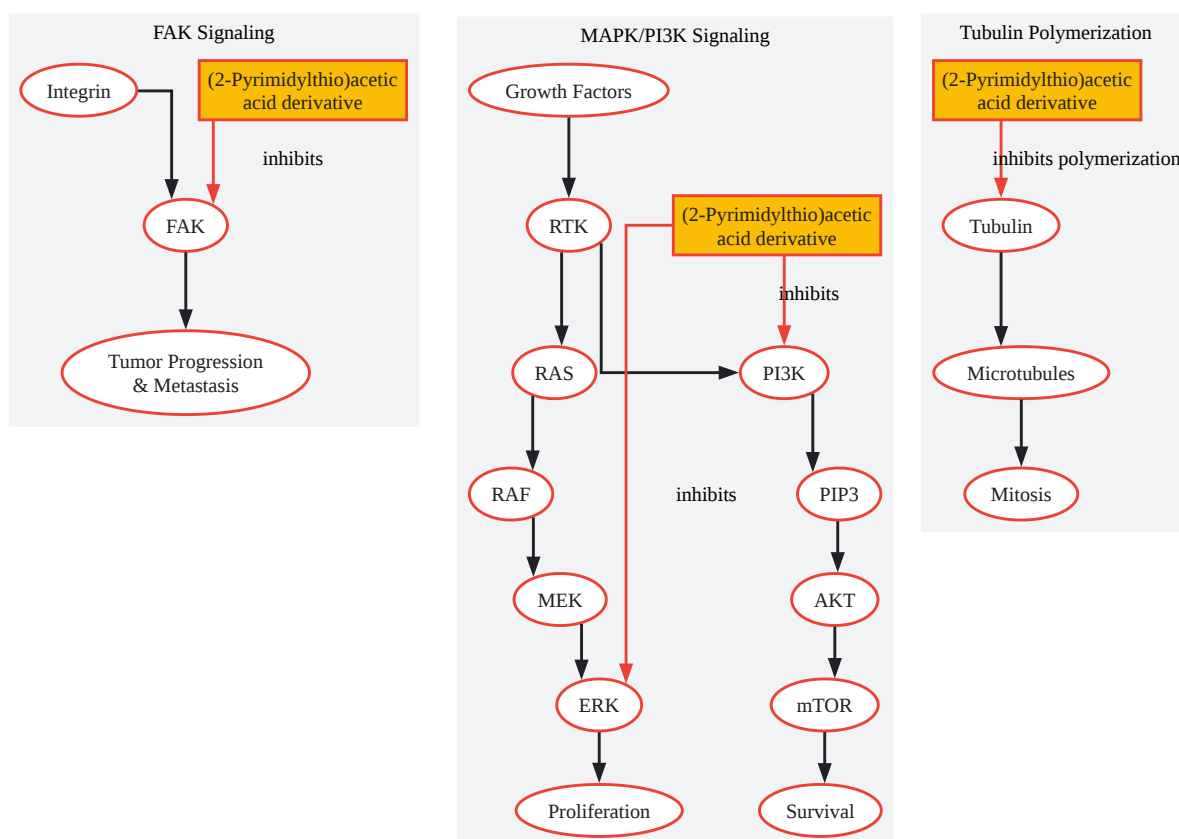 FAK Signaling
Integrin
(2-Pyrimidylthio)acetic
acid derivative
inhibits
FAK
Tumor Progression
& Metastasis
MAPK/PI3K Signaling
Growth Factors
RTK
(2-Pyrimidylthio)acetic
acid derivative
inhibits
RAS
PI3K
RAF
inhibits
PIP3
MEK
AKT
ERK
mTOR
Proliferation
Survival
Tubulin Polymerization
(2-Pyrimidylthio)acetic
acid derivative
inhibits polymerization
Tubulin
Microtubules
Mitosis